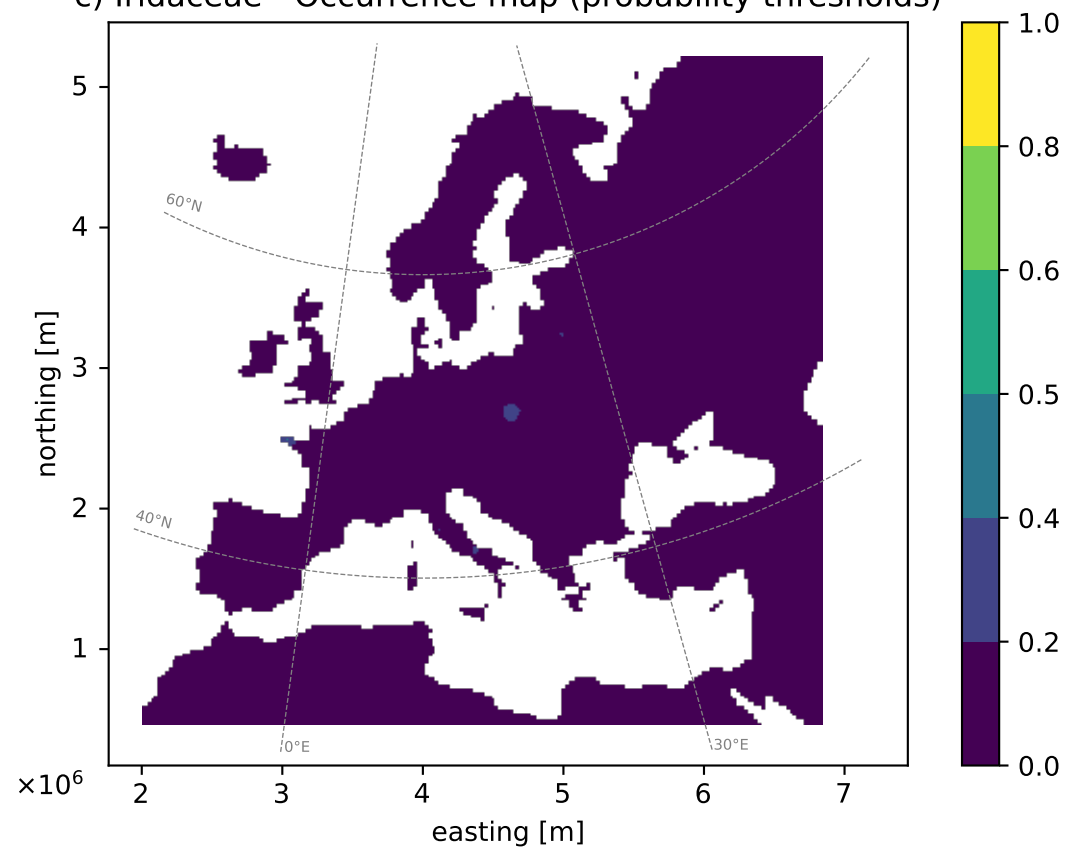 c) Iridaceae Occurrence map (probability thresholds)
1.0
0.8
0.6
0.5
0.4
0.2
0.0
5
4
3
2
1
northing [m]
60°N
40°N
0°E
30°E
×10⁶
2 3 4 5 6 7
easting [m]